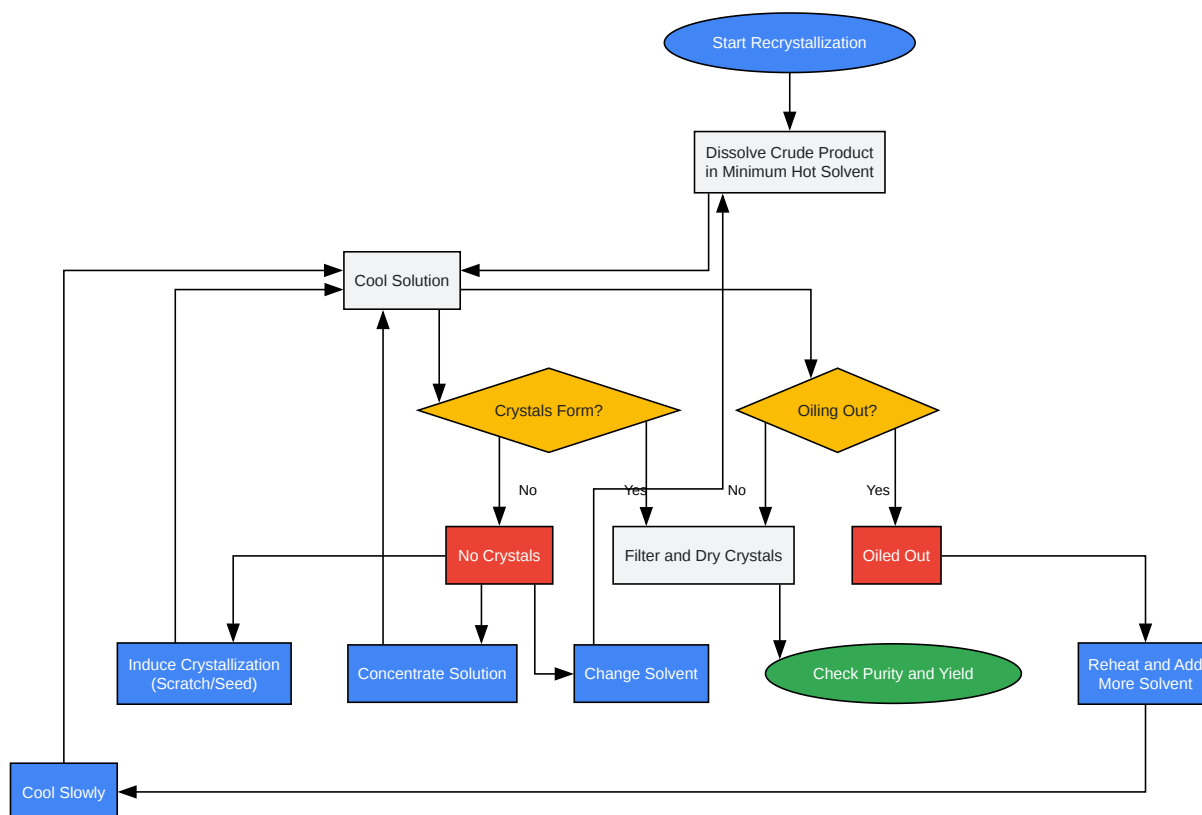 Start Recrystallization
Dissolve Crude Product
in Minimum Hot Solvent
Cool Solution
Crystals Form?
Oiling Out?
No
Yes
No
Yes
No Crystals
Filter and Dry Crystals
Oiled Out
Induce Crystallization
(Scratch/Seed)
Concentrate Solution
Change Solvent
Check Purity and Yield
Reheat and Add
More Solvent
Cool Slowly